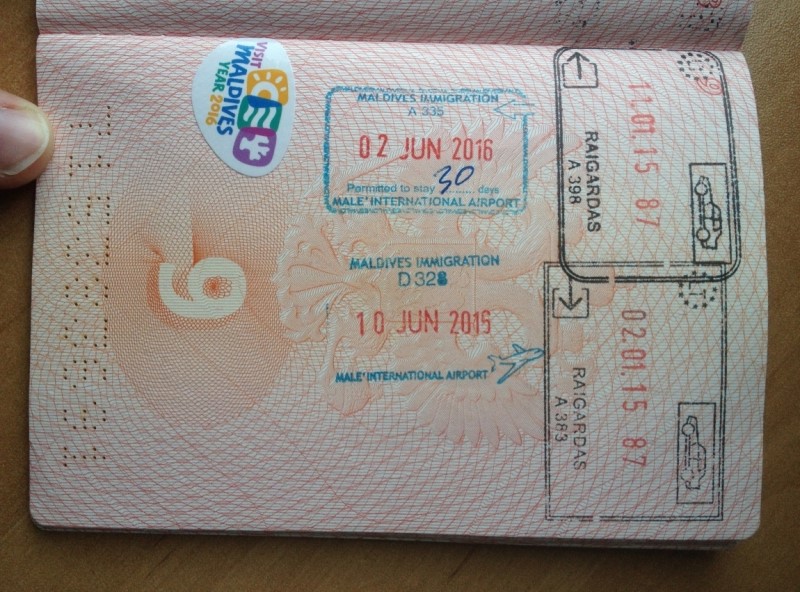 VISIT
MALDIVES
YEAR 2016
MALDIVES IMMIGRATION
A 335
02 JUN 2016
Permitted to stay 30 days
MALE' INTERNATIONAL AIRPORT
MALDIVES IMMIGRATION
D 328
10 JUN 2016
MALE' INTERNATIONAL AIRPORT
9
11.01.15 87
RAIGARDAS
A 398
02.01.15 87
RAIGARDAS
A 383